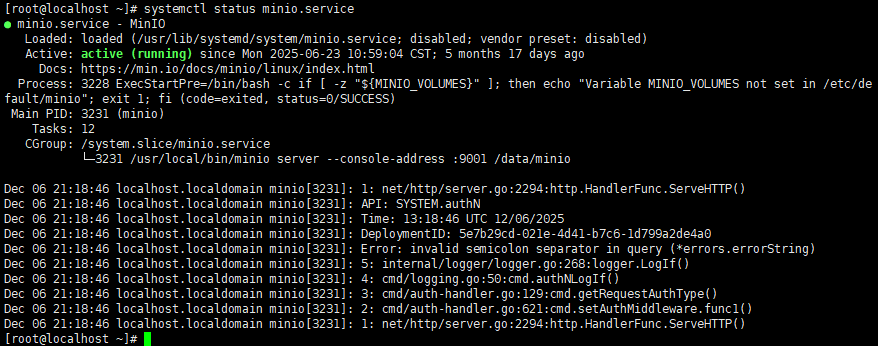 [root@localhost ~]# systemctl status minio.service
● minio.service - MinIO
   Loaded: loaded (/usr/lib/systemd/system/minio.service; disabled; vendor preset: disabled)
   Active: active (running) since Mon 2025-06-23 10:59:04 CST; 5 months 17 days ago
     Docs: https://min.io/docs/minio/linux/index.html
  Process: 3228 ExecStartPre=/bin/bash -c if [ -z "${MINIO_VOLUMES}" ]; then echo "Variable MINIO_VOLUMES not set in /etc/de
fault/minio"; exit 1; fi (code=exited, status=0/SUCCESS)
 Main PID: 3231 (minio)
    Tasks: 12
   CGroup: /system.slice/minio.service
           └─3231 /usr/local/bin/minio server --console-address :9001 /data/minio

Dec 06 21:18:46 localhost.localdomain minio[3231]: 1: net/http/server.go:2294:http.HandlerFunc.ServeHTTP()
Dec 06 21:18:46 localhost.localdomain minio[3231]: API: SYSTEM.authN
Dec 06 21:18:46 localhost.localdomain minio[3231]: Time: 13:18:46 UTC 12/06/2025
Dec 06 21:18:46 localhost.localdomain minio[3231]: DeploymentID: 5e7b29cd-021e-4d41-b7c6-1d799a2de4a0
Dec 06 21:18:46 localhost.localdomain minio[3231]: Error: invalid semicolon separator in query (*errors.errorString)
Dec 06 21:18:46 localhost.localdomain minio[3231]: 5: internal/logger/logger.go:268:logger.LogIf()
Dec 06 21:18:46 localhost.localdomain minio[3231]: 4: cmd/logging.go:50:cmd.authNLogIf()
Dec 06 21:18:46 localhost.localdomain minio[3231]: 3: cmd/auth-handler.go:129:cmd.getRequestAuthType()
Dec 06 21:18:46 localhost.localdomain minio[3231]: 2: cmd/auth-handler.go:621:cmd.setAuthMiddleware.func1()
Dec 06 21:18:46 localhost.localdomain minio[3231]: 1: net/http/server.go:2294:http.HandlerFunc.ServeHTTP()
[root@localhost ~]#